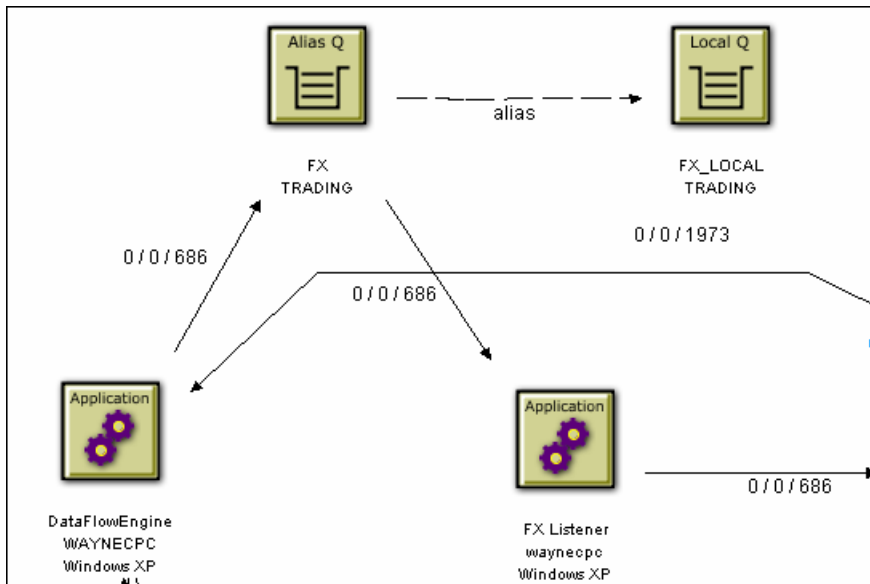 Alias Q
Local Q
alias
FX
TRADING
FX_LOCAL
TRADING
0 / 0 / 1973
0 / 0 / 686
0 / 0 / 686
Application
Application
0 / 0 / 686
DataFlowEngine
WAYNECPC
Windows XP
FX Listener
waynecpc
Windows XP